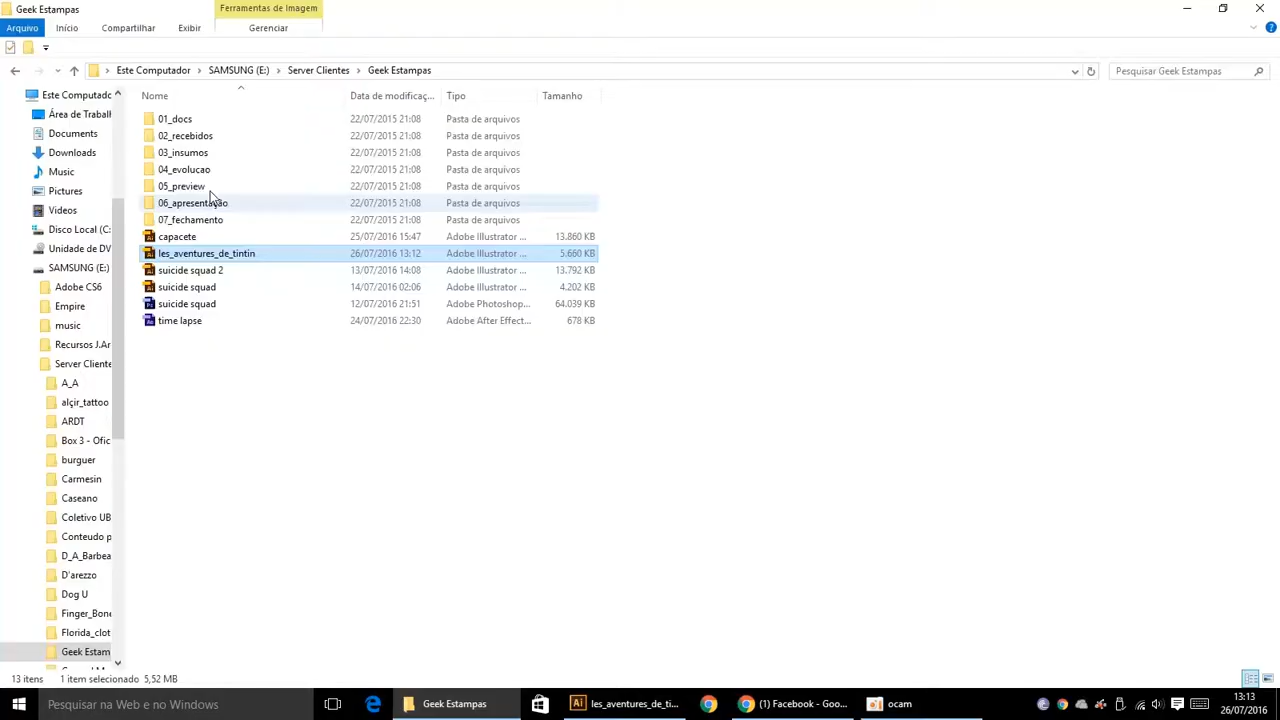 Geek Estampas
Ferramentas de Imagem
Arquivo Início Compartilhar Exibir Gerenciar
Este Computador > SAMSUNG (E:) > Server Clientes > Geek Estampas
Pesquisar Geek Estampas
Nome Data de modificaç... Tipo Tamanho
01_docs 22/07/2015 21:08 Pasta de arquivos
02_recebidos 22/07/2015 21:08 Pasta de arquivos
03_insumos 22/07/2015 21:08 Pasta de arquivos
04_evolucao 22/07/2015 21:08 Pasta de arquivos
05_preview 22/07/2015 21:08 Pasta de arquivos
06_apresentação 22/07/2015 21:08 Pasta de arquivos
07_fechamento 22/07/2015 21:08 Pasta de arquivos
capacete 25/07/2016 15:47 Adobe Illustrator ... 13.860 KB
les_aventures_de_tintin 26/07/2016 13:12 Adobe Illustrator ... 5.660 KB
suicide squad 2 13/07/2016 14:08 Adobe Illustrator ... 13.792 KB
suicide squad 14/07/2016 02:06 Adobe Illustrator ... 4.202 KB
suicide squad 12/07/2016 21:51 Adobe Photoshop... 64.039 KB
time lapse 24/07/2016 22:30 Adobe After Effect... 678 KB
Este Computadc
Área de Trabalh
Documents
Downloads
Music
Pictures
Videos
Disco Local (C:
Unidade de DV
SAMSUNG (E:)
Adobe CS6
Empire
music
Recursos J.Ar
Server Cliente
A_A
alçir_tattoo
ARDT
Box 3 - Ofic
burguer
Carmesin
Caseano
Coletivo UB
Conteudo p
D_A_Barbea
D'arezzo
Dog U
Finger_Bone
Florida_clot
Geek Estam
13 itens 1 item selecionado 5,52 MB
Pesquisar na Web e no Windows
Geek Estampas
les_aventures_de_ti...
(1) Facebook - Goo...
ocam
13:13
26/07/2016